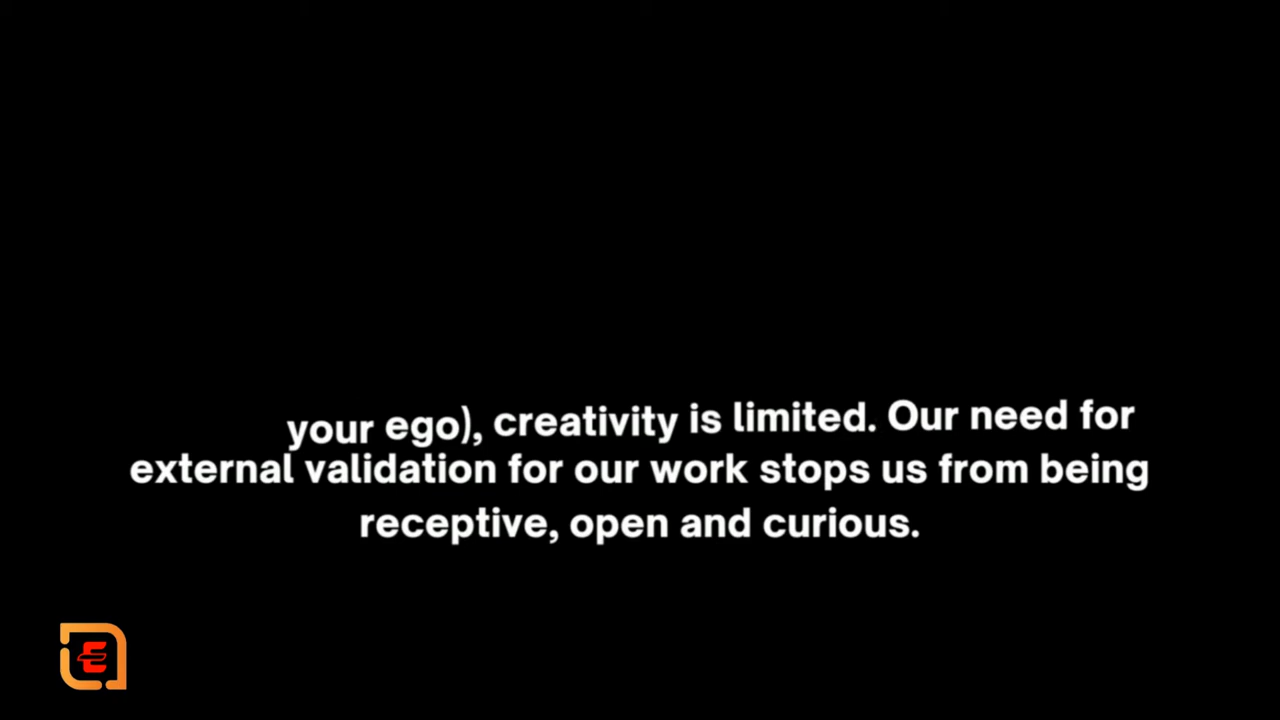 your ego), creativity is limited. Our need for
external validation for our work stops us from being
receptive, open and curious.
E